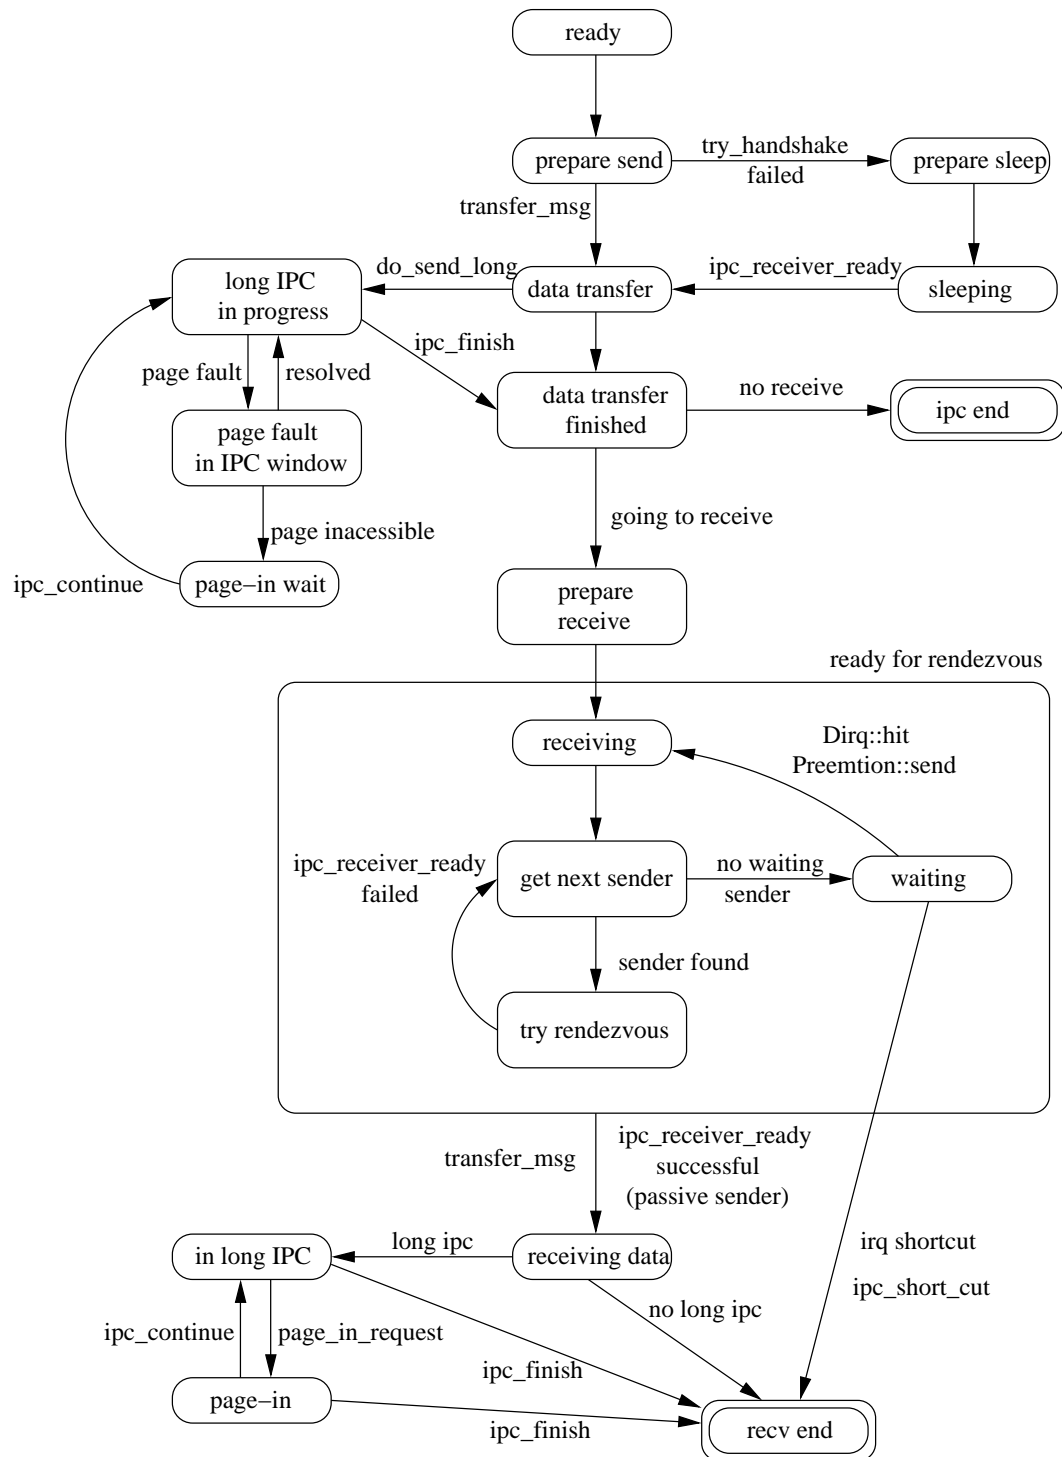 ready
try_handshake
prepare send
prepare sleep
failed
transfer_msg
do_send_long
ipc_receiver_ready
long IPC
in progress
data transfer
sleeping
ipc_finish
page fault
resolved
data transfer
finished
no receive
ipc end
page fault
in IPC window
going to receive
page inacessible
ipc_continue
page−in wait
prepare
receive
ready for rendezvous
receiving
Dirq::hit
Preemtion::send
ipc_receiver_ready
failed
get next sender
no waiting
sender
waiting
sender found
try rendezvous
transfer_msg
ipc_receiver_ready
successful
(passive sender)
in long IPC
long ipc
receiving data
irq shortcut
ipc_short_cut
no long ipc
ipc_continue
page_in_request
ipc_finish
page−in
ipc_finish
recv end